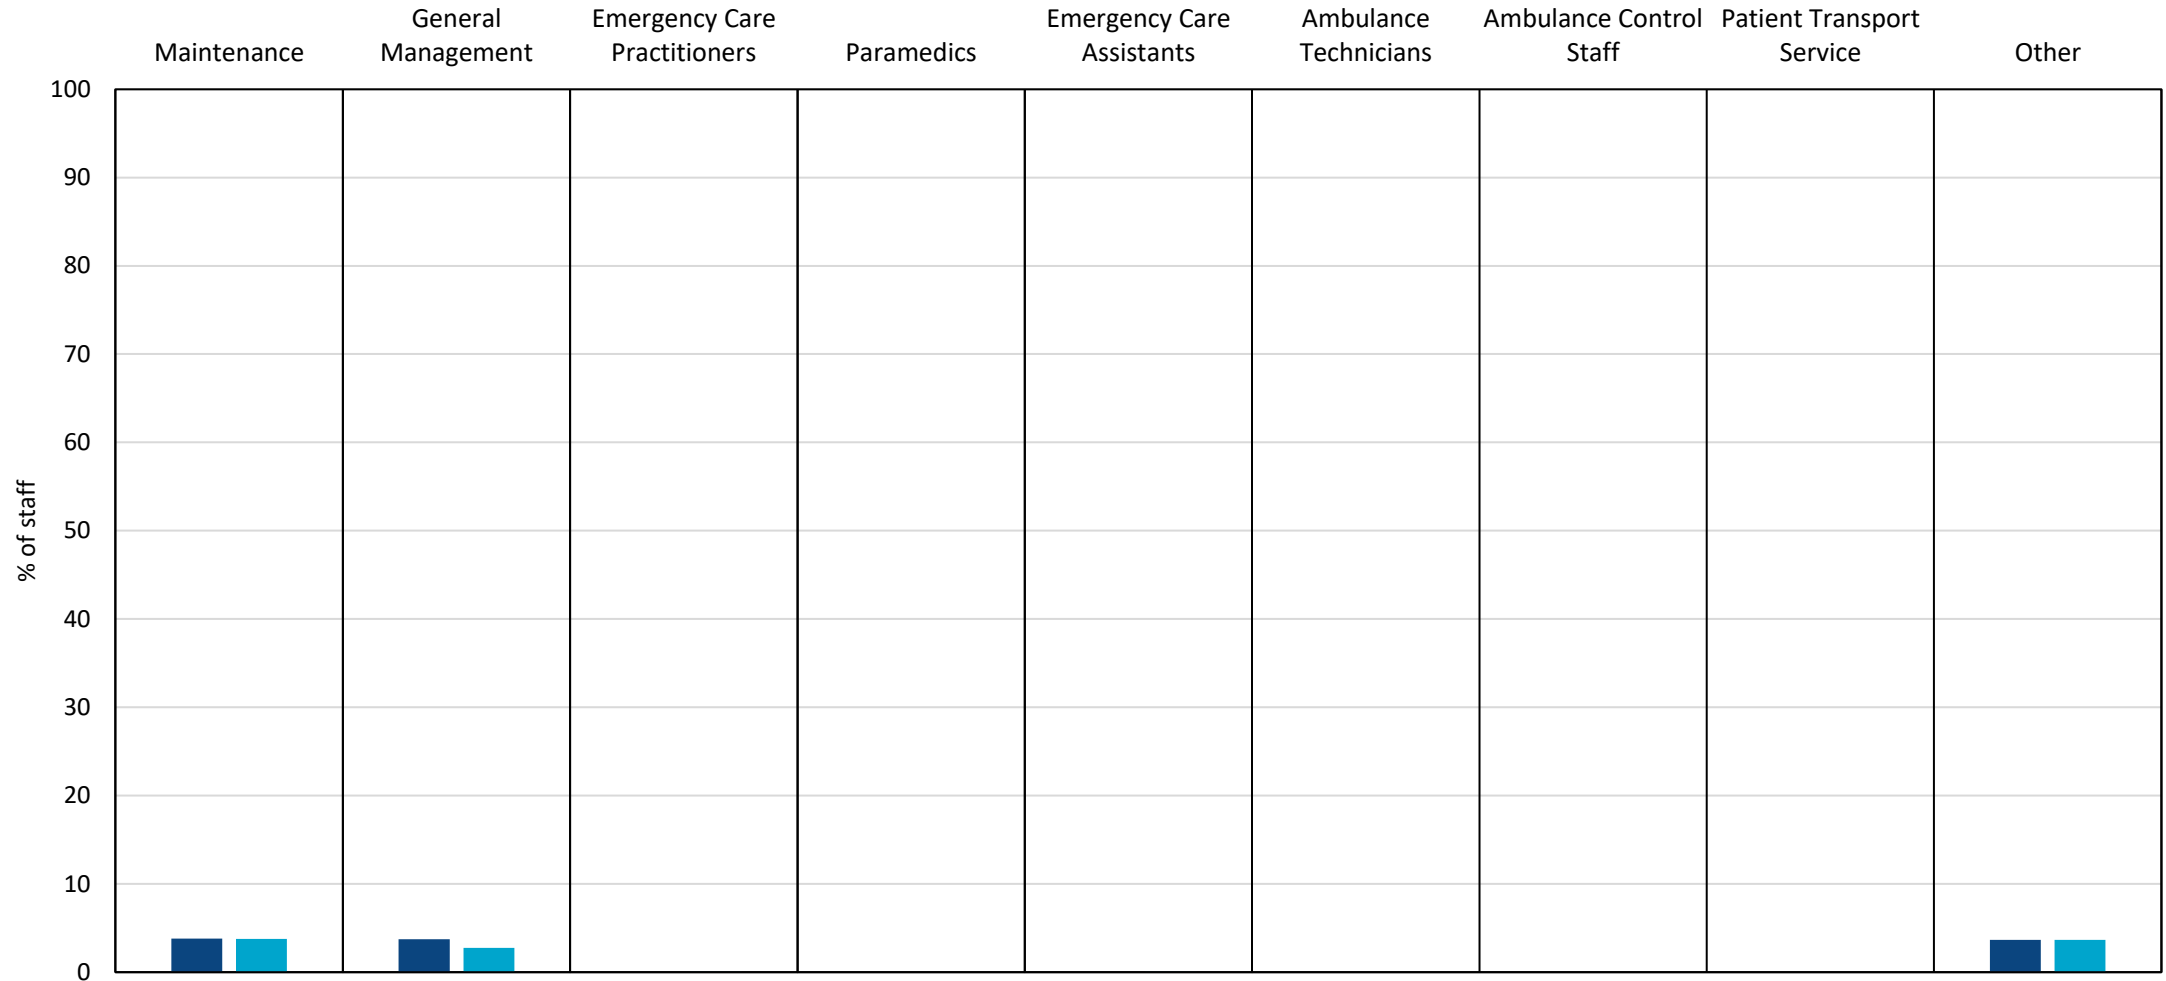 Maintenance
General
Management
Emergency Care
Practitioners
Paramedics
Emergency Care
Assistants
Ambulance
Technicians
Ambulance Control
Staff
Patient Transport
Service
Other
100
90
80
70
60
50
40
30
20
10
0
% of staff